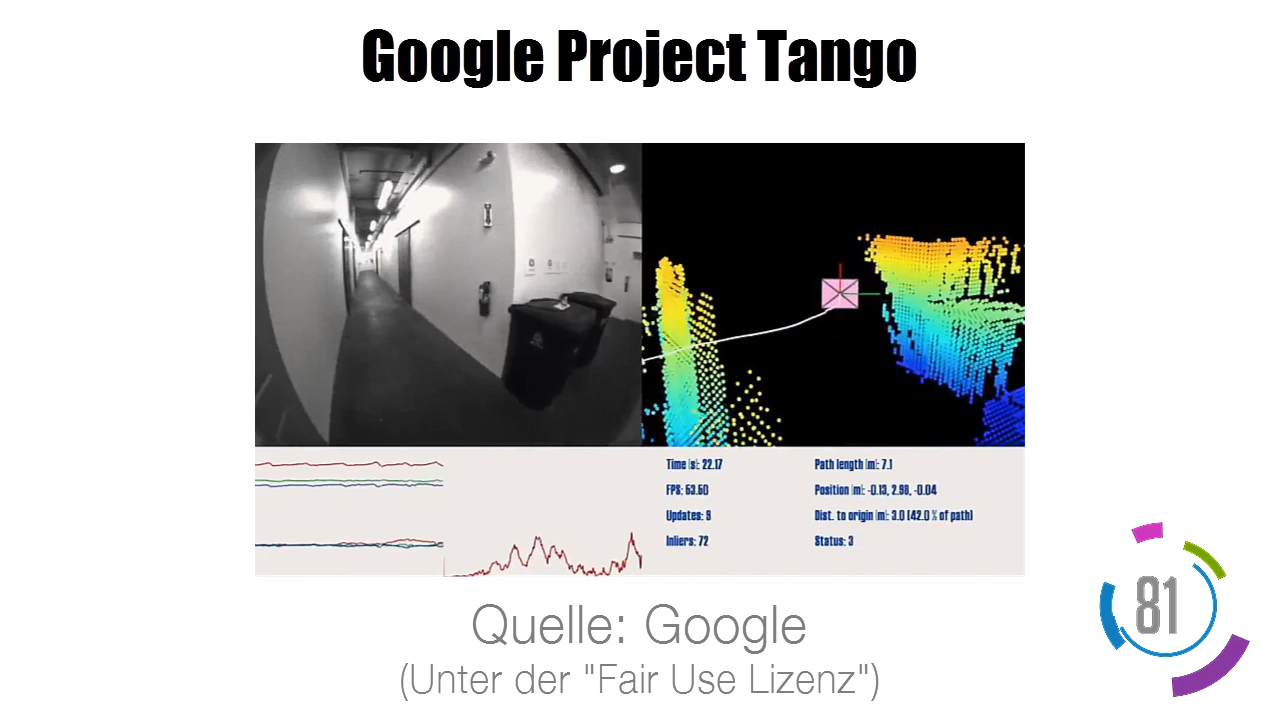 Google Project Tango
Time [s]: 22.17
Path length [m]: 7.1
FPS: 53.50
Position [m]: -0.13, 2.98, -0.04
Updates: 9
Dist. to origin [m]: 3.0 (42.0 % of path)
Inliers: 72
Status: 3
81
Quelle: Google
(Unter der "Fair Use Lizenz")